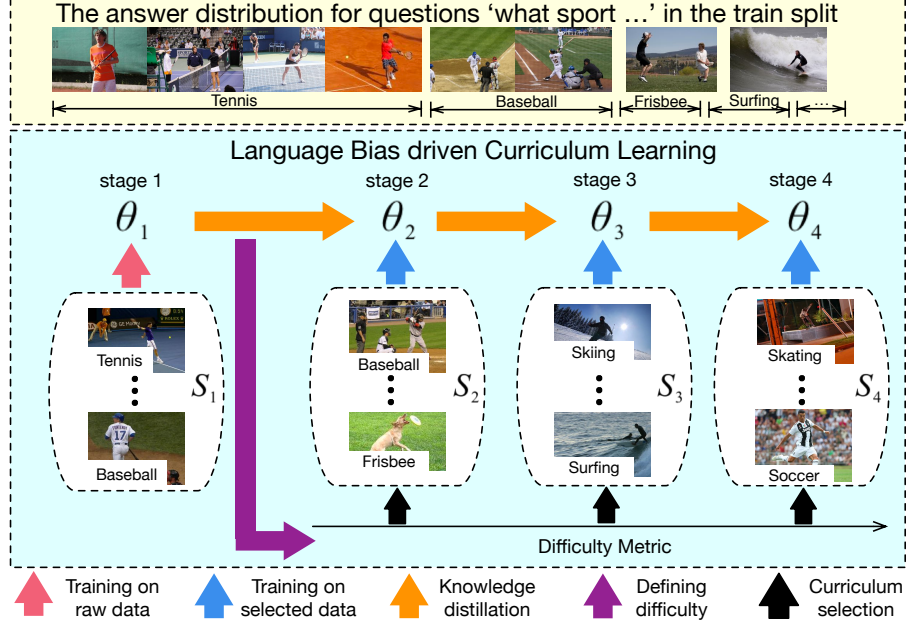 The answer distribution for questions ‘what sport ...’ in the train split
Tennis
Baseball
Frisbee
Surfing
...
Language Bias driven Curriculum Learning
stage 1
stage 2
stage 3
stage 4
θ1
θ2
θ3
θ4
Tennis
Baseball
S1
17
Baseball
Frisbee
S2
Skiing
Surfing
S3
Skating
Soccer
S4
Difficulty Metric
Training on
raw data
Training on
selected data
Knowledge
distillation
Defining
difficulty
Curriculum
selection